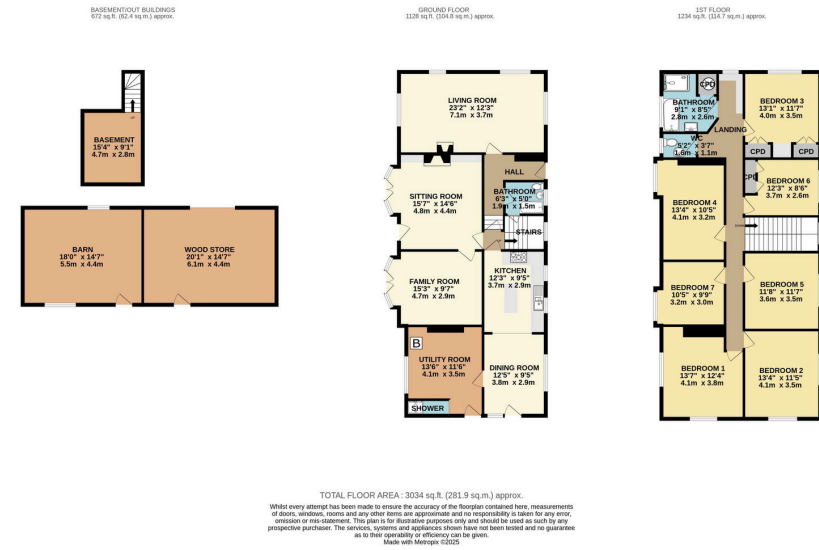 BASEMENT/OUT BUILDINGS
672 sq.ft. (62.4 sq.m.) approx.
GROUND FLOOR
1128 sq.ft. (104.8 sq.m.) approx.
1ST FLOOR
1234 sq.ft. (114.7 sq.m.) approx.
BASEMENT
15'4" x 9'1"
4.7m x 2.8m
BARN
18'0" x 14'7"
5.5m x 4.4m
WOOD STORE
20'1" x 14'7"
6.1m x 4.4m
LIVING ROOM
23'2" x 12'3"
7.1m x 3.7m
HALL
SITTING ROOM
15'7" x 14'6"
4.8m x 4.4m
BATHROOM
6'3" x 5'0"
1.9m x 1.5m
STAIRS
FAMILY ROOM
15'3" x 9'7"
4.7m x 2.9m
KITCHEN
12'3" x 9'5"
3.7m x 2.9m
B
UTILITY ROOM
13'6" x 11'6"
4.1m x 3.5m
DINING ROOM
12'5" x 9'5"
3.8m x 2.9m
SHOWER
CPD
BATHROOM
9'1" x 8'5"
2.8m x 2.6m
BEDROOM 3
13'1" x 11'7"
4.0m x 3.5m
LANDING
WC
5'2" x 3'7"
1.6m x 1.1m
CPD
CPD
CPD
BEDROOM 6
12'3" x 8'6"
3.7m x 2.6m
BEDROOM 4
13'4" x 10'5"
4.1m x 3.2m
BEDROOM 7
10'5" x 9'9"
3.2m x 3.0m
BEDROOM 5
11'8" x 11'7"
3.6m x 3.5m
BEDROOM 1
13'7" x 12'4"
4.1m x 3.8m
BEDROOM 2
13'4" x 11'5"
4.1m x 3.5m
TOTAL FLOOR AREA : 3034 sq.ft. (281.9 sq.m.) approx.
Whilst every attempt has been made to ensure the accuracy of the floorplan contained here, measurements
of doors, windows, rooms and any other items are approximate and no responsibility is taken for any error,
omission or mis-statement. This plan is for illustrative purposes only and should be used as such by any
prospective purchaser. The services, systems and appliances shown have not been tested and no guarantee
as to their operability or efficiency can be given.
Made with Metropix ©2025